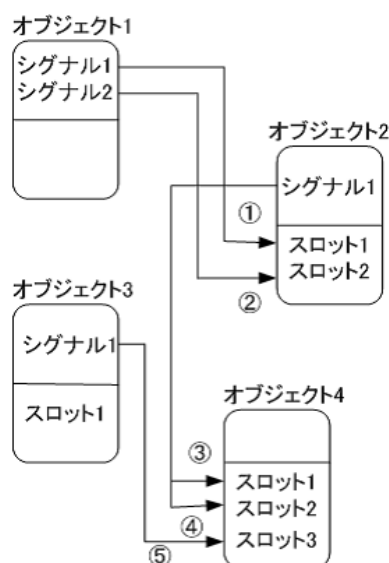 オブジェクト1
シグナル1
シグナル2
オブジェクト2
シグナル1
①
スロット1
スロット2
②
オブジェクト3
シグナル1
スロット1
オブジェクト4
③
スロット1
スロット2
④
スロット3
⑤